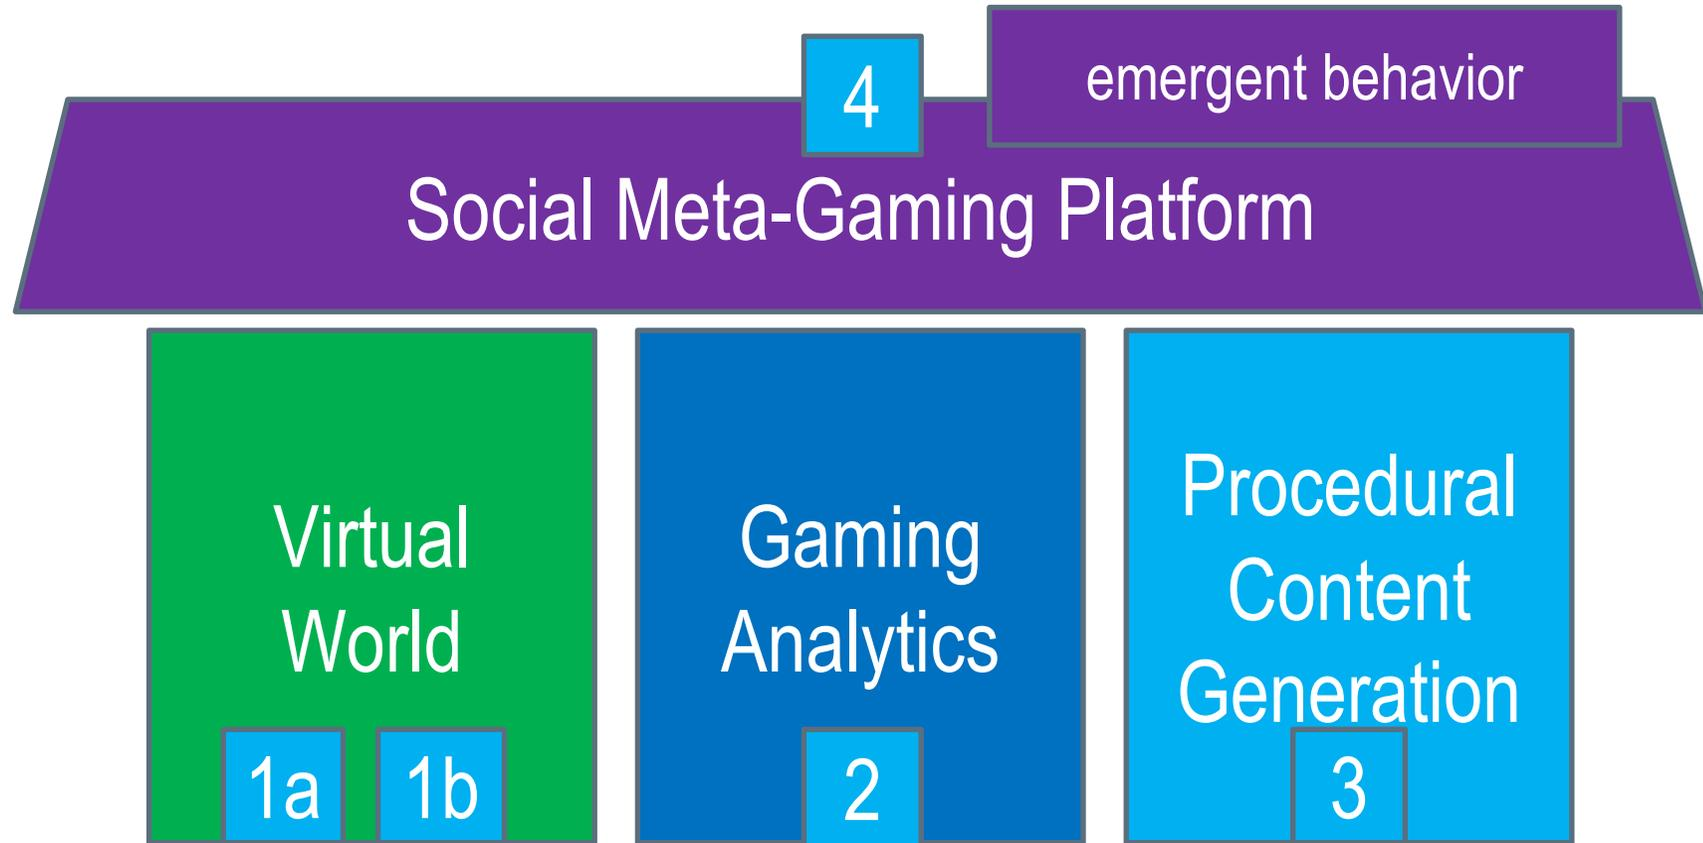 4
emergent behavior
Social Meta-Gaming Platform
Virtual
World
1a
1b
Gaming
Analytics
2
Procedural
Content
Generation
3